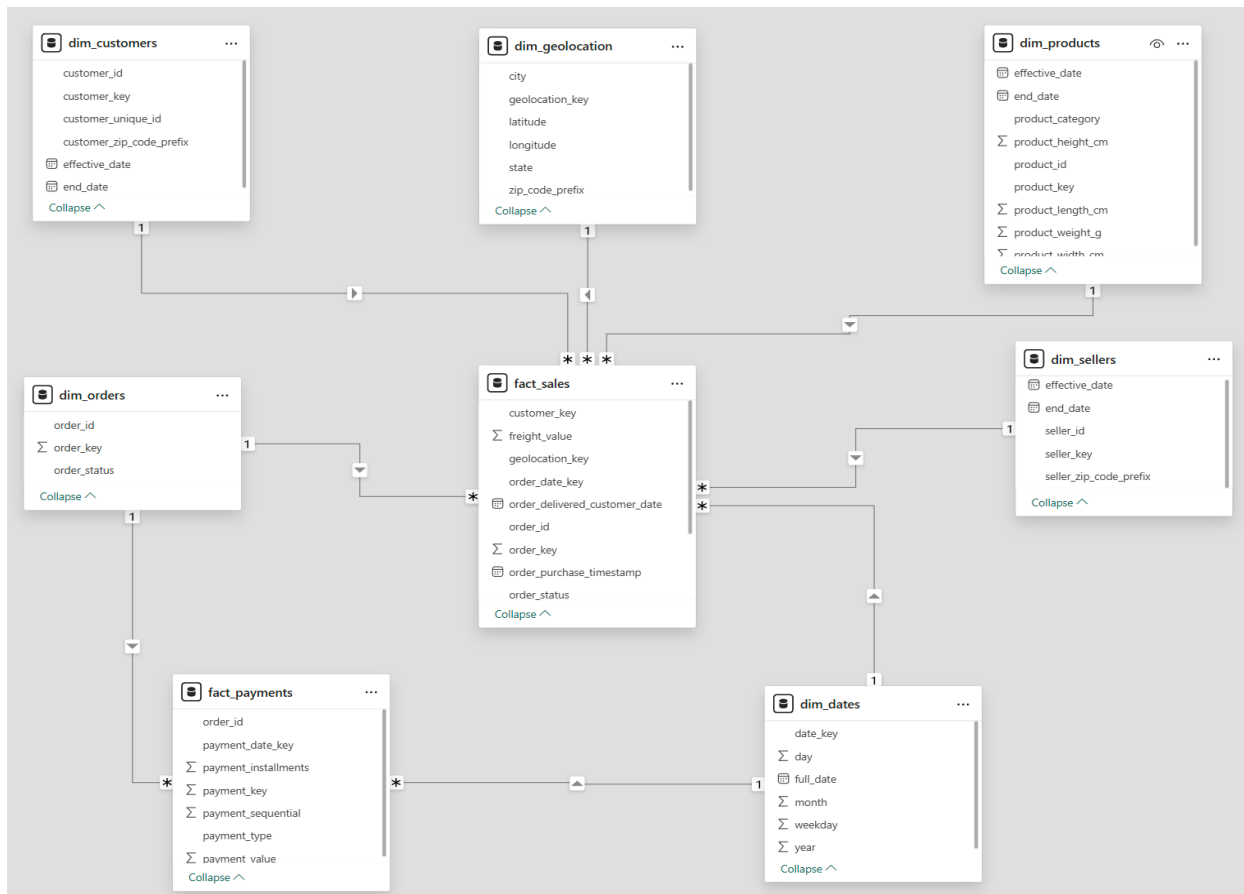 dim_customers
customer_id
customer_key
customer_unique_id
customer_zip_code_prefix
effective_date
end_date
Collapse
1
dim_geolocation
city
geolocation_key
latitude
longitude
state
zip_code_prefix
Collapse
1
dim_products
effective_date
end_date
product_category
Σ product_height_cm
product_id
product_key
Σ product_length_cm
Σ product_weight_g
Σ product_width_cm
Collapse
1
dim_orders
order_id
Σ order_key
order_status
Collapse
1
1
* * *
fact_sales
customer_key
Σ freight_value
geolocation_key
order_date_key
order_delivered_customer_date
order_id
Σ order_key
order_purchase_timestamp
order_status
Collapse
*
*
*
dim_sellers
effective_date
end_date
seller_id
seller_key
seller_zip_code_prefix
Collapse
1
fact_payments
order_id
payment_date_key
Σ payment_installments
Σ payment_key
Σ payment_sequential
payment_type
Σ payment_value
Collapse
*
*
dim_dates
date_key
Σ day
full_date
Σ month
Σ weekday
Σ year
Collapse
1
1